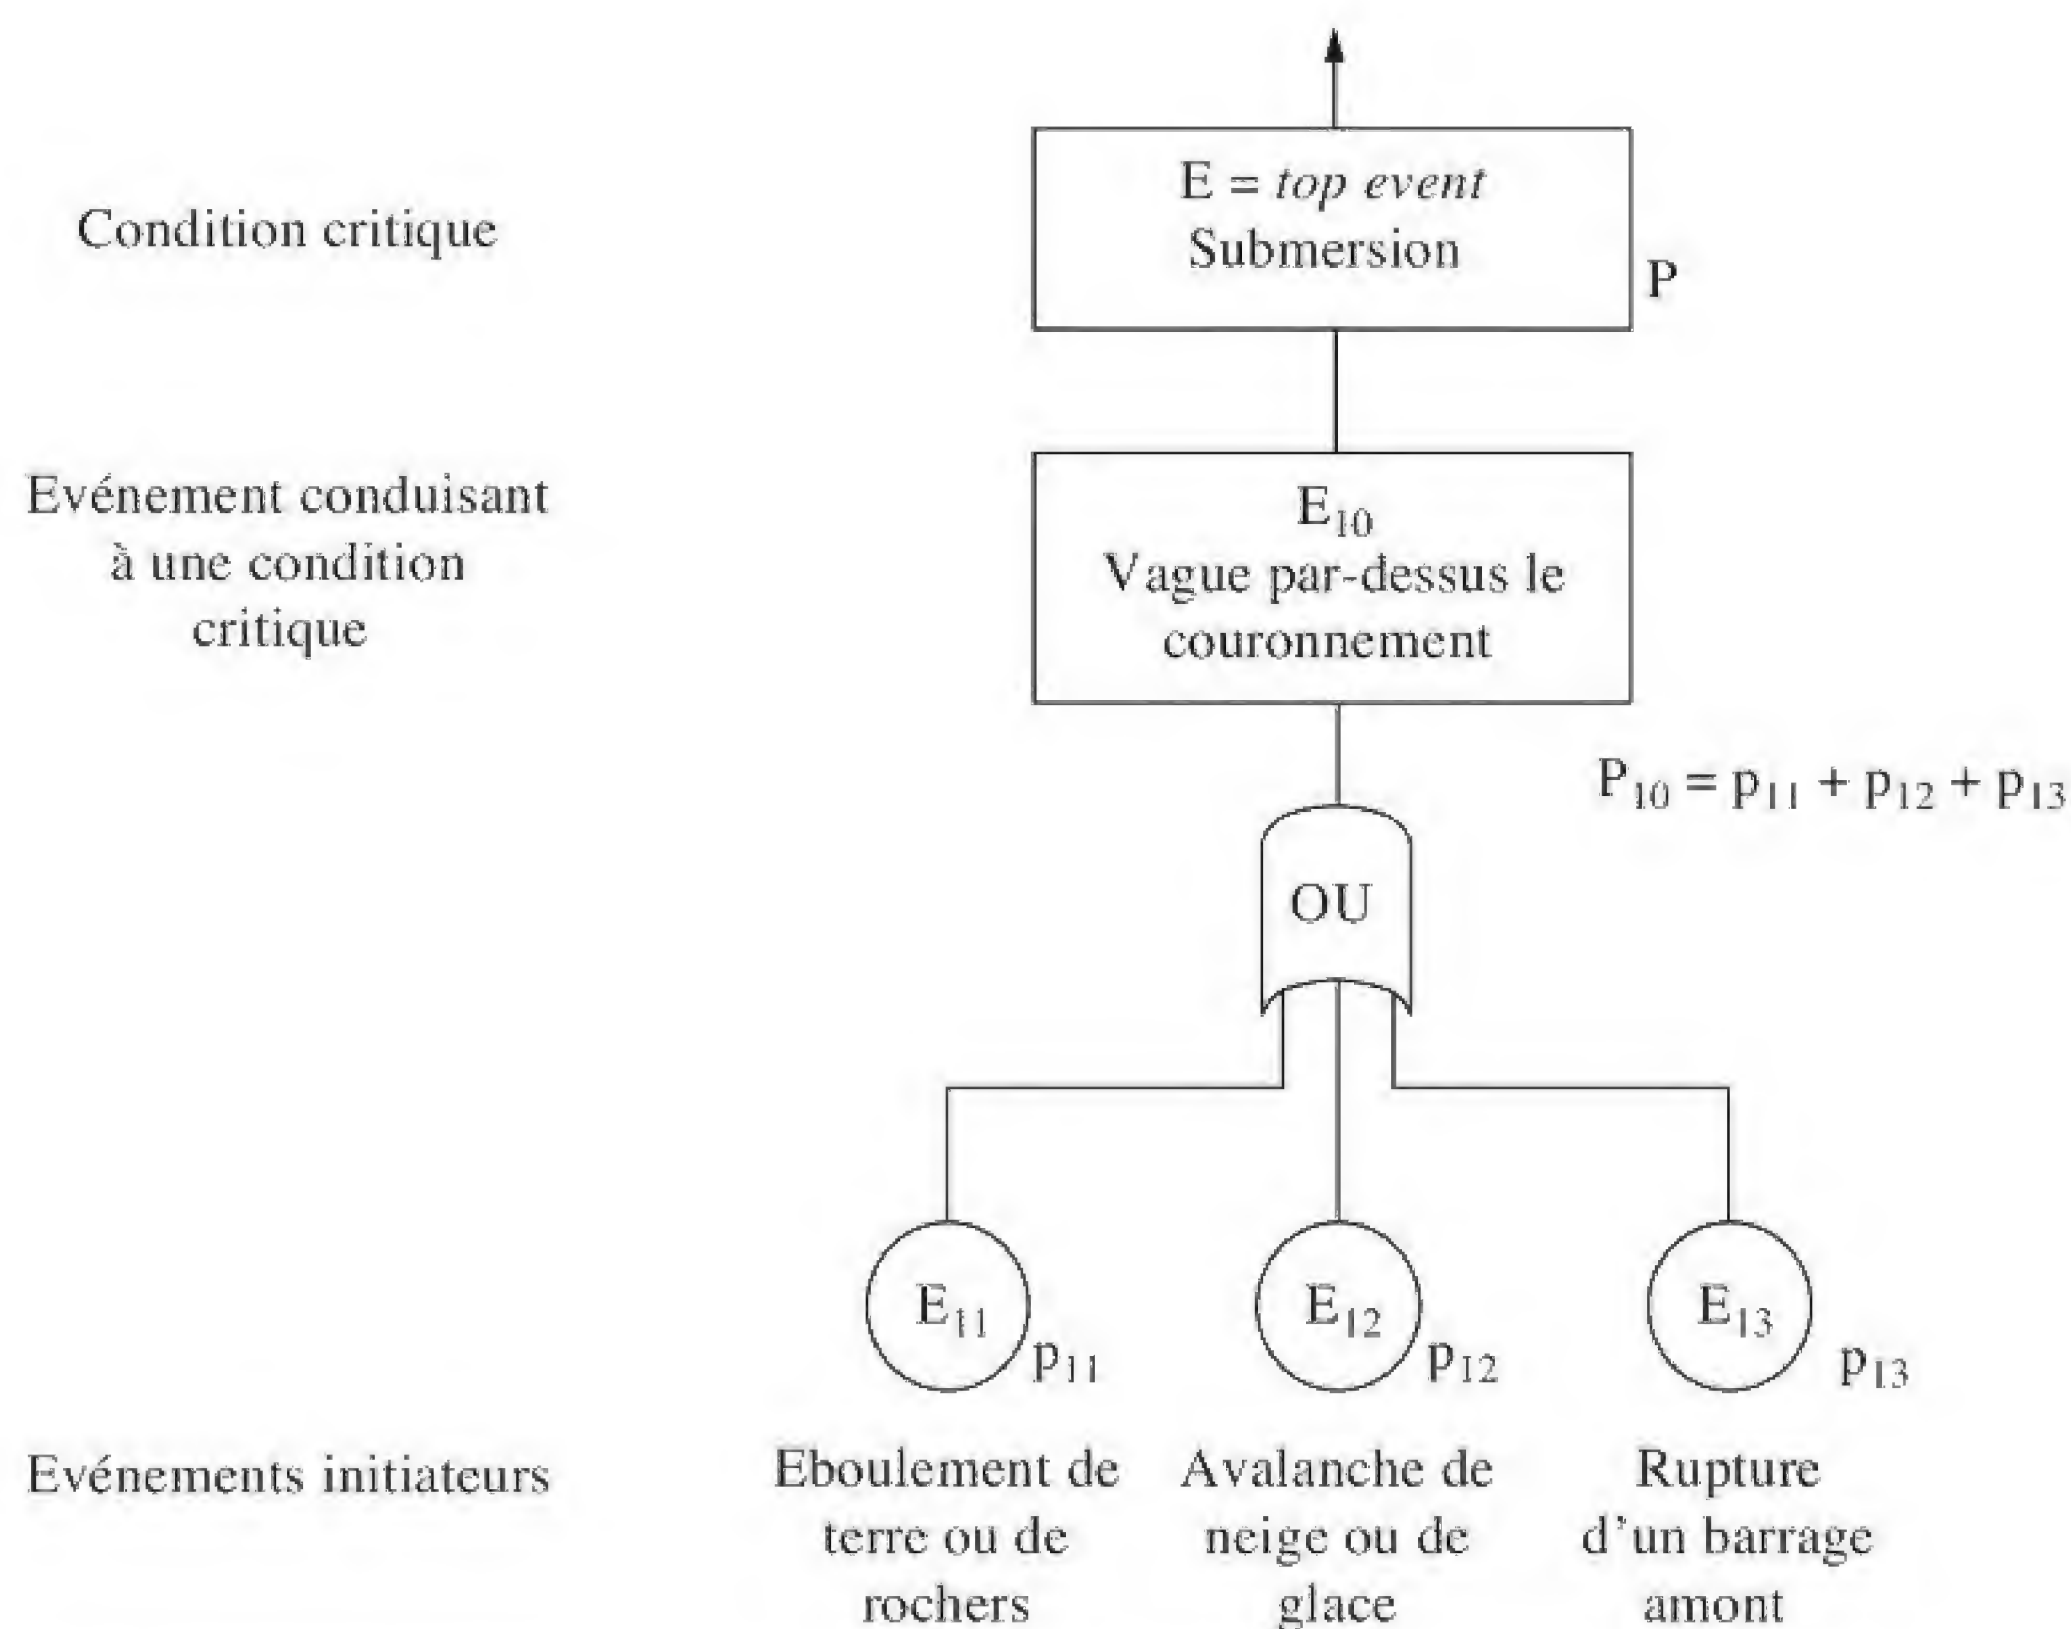 Condition critique
E = top event
Submersion
P
Evénement conduisant
à une condition
critique
E₁₀
Vague par-dessus le
couronnement
P₁₀ = p₁₁ + p₁₂ + p₁₃
OU
E₁₁
p₁₁
E₁₂
p₁₂
E₁₃
p₁₃
Evénements initiateurs
Eboulement de
terre ou de
rochers
Avalanche de
neige ou de
glace
Rupture
d'un barrage
amont